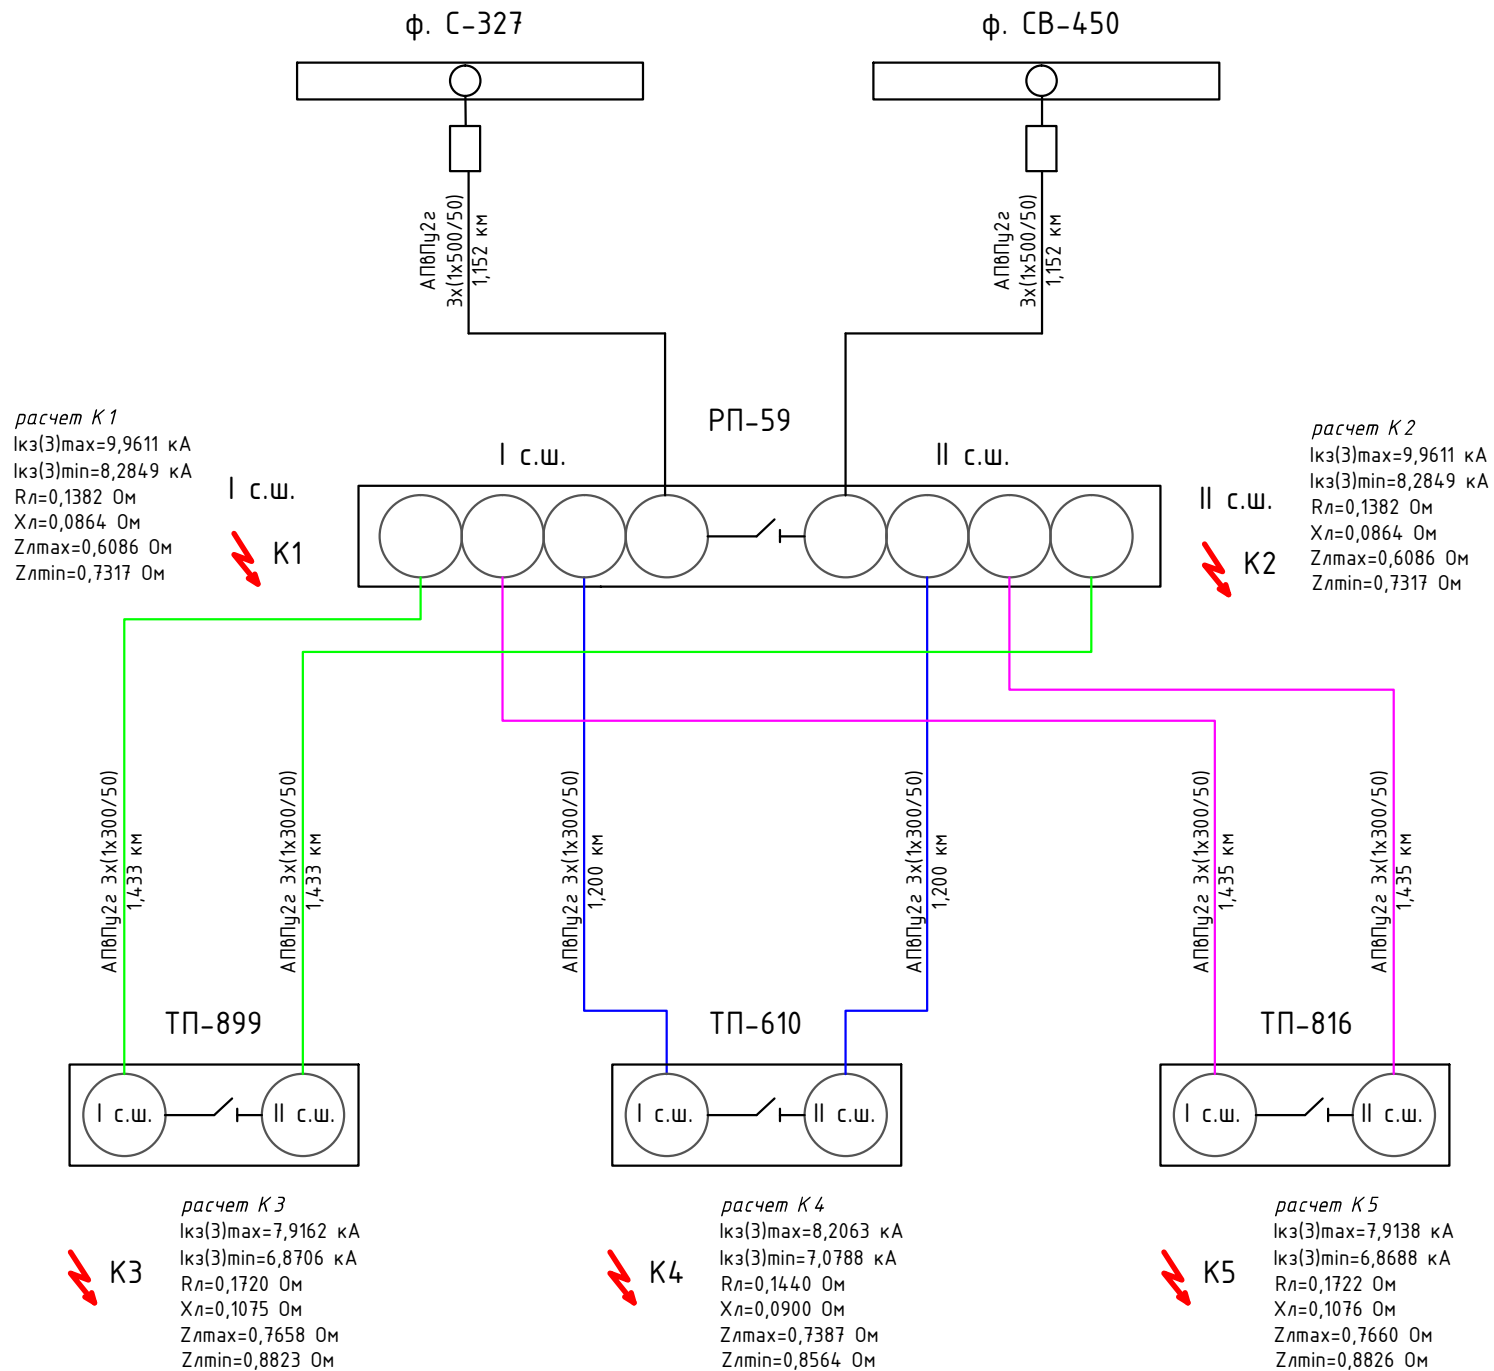 ф. С-327
ф. СВ-450
АПвПу2г
3х(1х500/50)
1,152 км
АПвПу2г
3х(1х500/50)
1,152 км
РП-59
I с.ш.
II с.ш.
расчет К1
Iкз(3)max=9,9611 кА
Iкз(3)min=8,2849 кА
Rл=0,1382 Ом
Хл=0,0864 Ом
Zлmax=0,6086 Ом
Zлmin=0,7317 Ом
I с.ш.
К1
II с.ш.
К2
расчет К2
Iкз(3)max=9,9611 кА
Iкз(3)min=8,2849 кА
Rл=0,1382 Ом
Хл=0,0864 Ом
Zлmax=0,6086 Ом
Zлmin=0,7317 Ом
АПвПу2г 3х(1х300/50)
1,433 км
АПвПу2г 3х(1х300/50)
1,433 км
АПвПу2г 3х(1х300/50)
1,200 км
АПвПу2г 3х(1х300/50)
1,200 км
АПвПу2г 3х(1х300/50)
1,435 км
АПвПу2г 3х(1х300/50)
1,435 км
ТП-899
ТП-610
ТП-816
I с.ш.
II с.ш.
I с.ш.
II с.ш.
I с.ш.
II с.ш.
К3
расчет К3
Iкз(3)max=7,9162 кА
Iкз(3)min=6,8706 кА
Rл=0,1720 Ом
Хл=0,1075 Ом
Zлmax=0,7658 Ом
Zлmin=0,8823 Ом
К4
расчет К4
Iкз(3)max=8,2063 кА
Iкз(3)min=7,0788 кА
Rл=0,1440 Ом
Хл=0,0900 Ом
Zлmax=0,7387 Ом
Zлmin=0,8564 Ом
К5
расчет К5
Iкз(3)max=7,9138 кА
Iкз(3)min=6,8688 кА
Rл=0,1722 Ом
Хл=0,1076 Ом
Zлmax=0,7660 Ом
Zлmin=0,8826 Ом